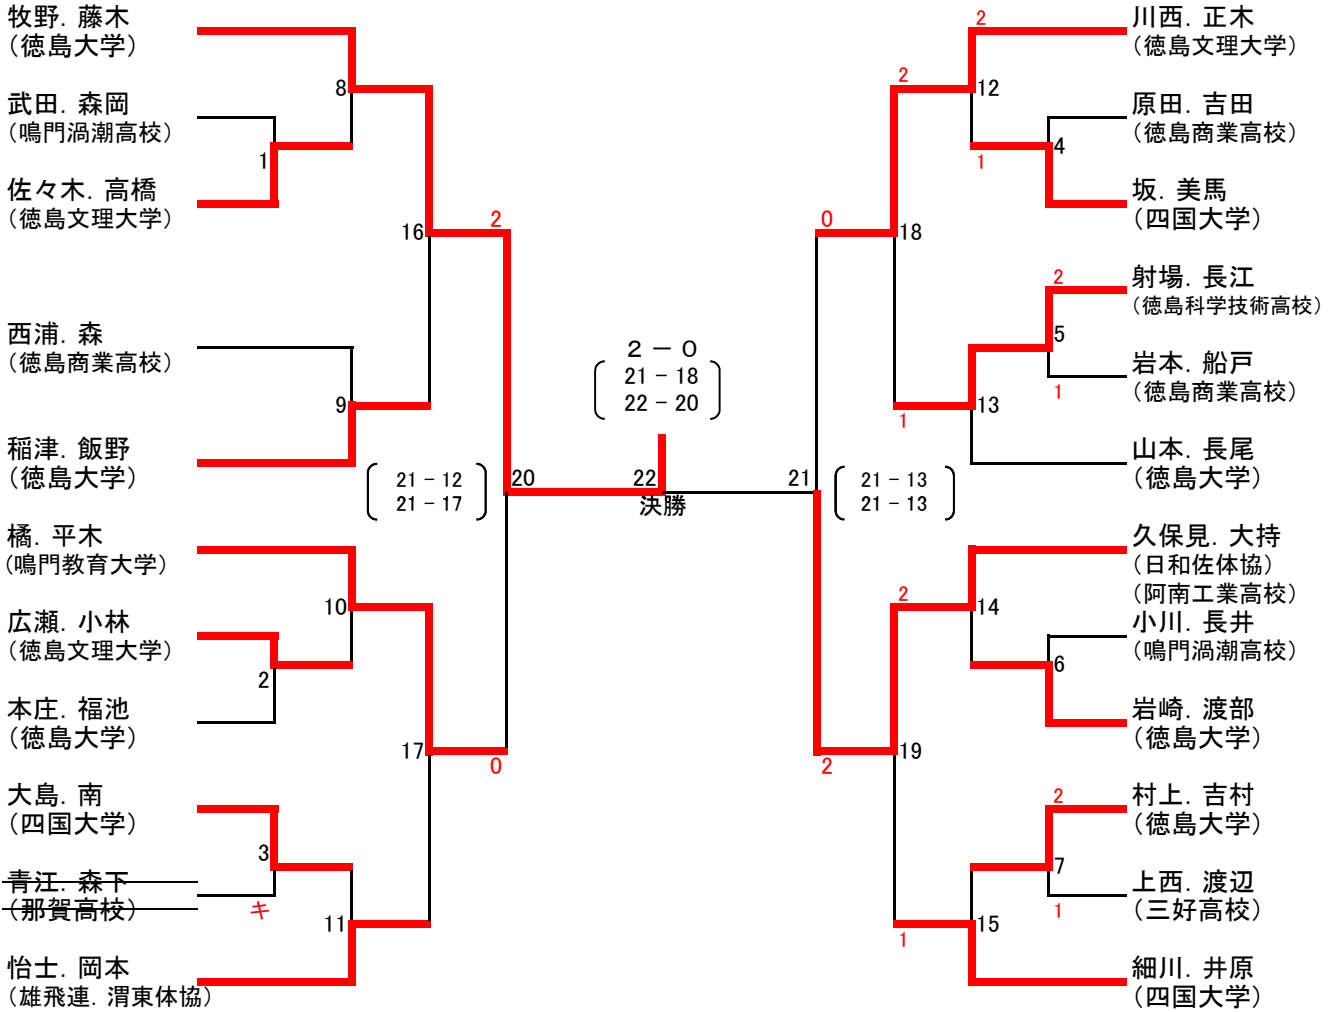 牧野．藤木
（徳島大学）
武田．森岡
（鳴門渦潮高校）
佐々木．高橋
（徳島文理大学）
西浦．森
（徳島商業高校）
稲津．飯野
（徳島大学）
橘．平木
（鳴門教育大学）
広瀬．小林
（徳島文理大学）
本庄．福池
（徳島大学）
大島．南
（四国大学）
青江．森下
（那賀高校）
怡士．岡本
（雄飛連．渭東体協）
8
1
16
9
10
2
17
3
キ
11
2
20
0
21 − 12
21 − 17
２ − ０
21 − 18
22 − 20
22
決勝
21
21 − 13
21 − 13
0
2
2
18
1
2
19
1
2
12
1
4
2
5
1
13
14
6
2
7
1
15
川西．正木
（徳島文理大学）
原田．吉田
（徳島商業高校）
坂．美馬
（四国大学）
射場．長江
（徳島科学技術高校）
岩本．船戸
（徳島商業高校）
山本．長尾
（徳島大学）
久保見．大持
（日和佐体協）
（阿南工業高校）
小川．長井
（鳴門渦潮高校）
岩崎．渡部
（徳島大学）
村上．吉村
（徳島大学）
上西．渡辺
（三好高校）
細川．井原
（四国大学）